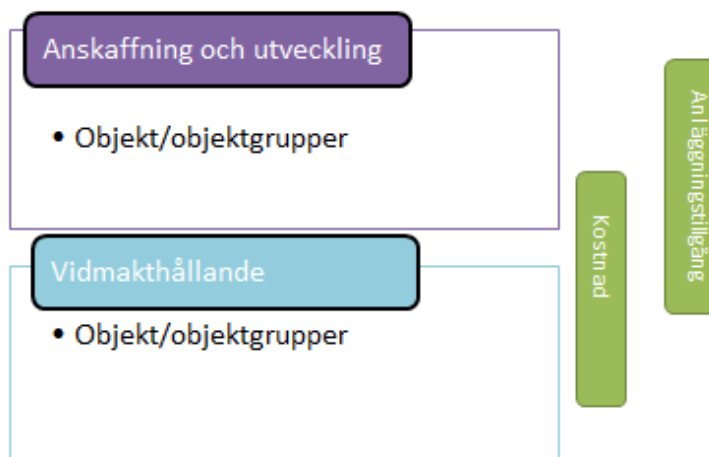 Anskaffning och utveckling
• Objekt/objektgrupper
Vidmakthållande
• Objekt/objektgrupper
Kostnad
Anläggningstillgång